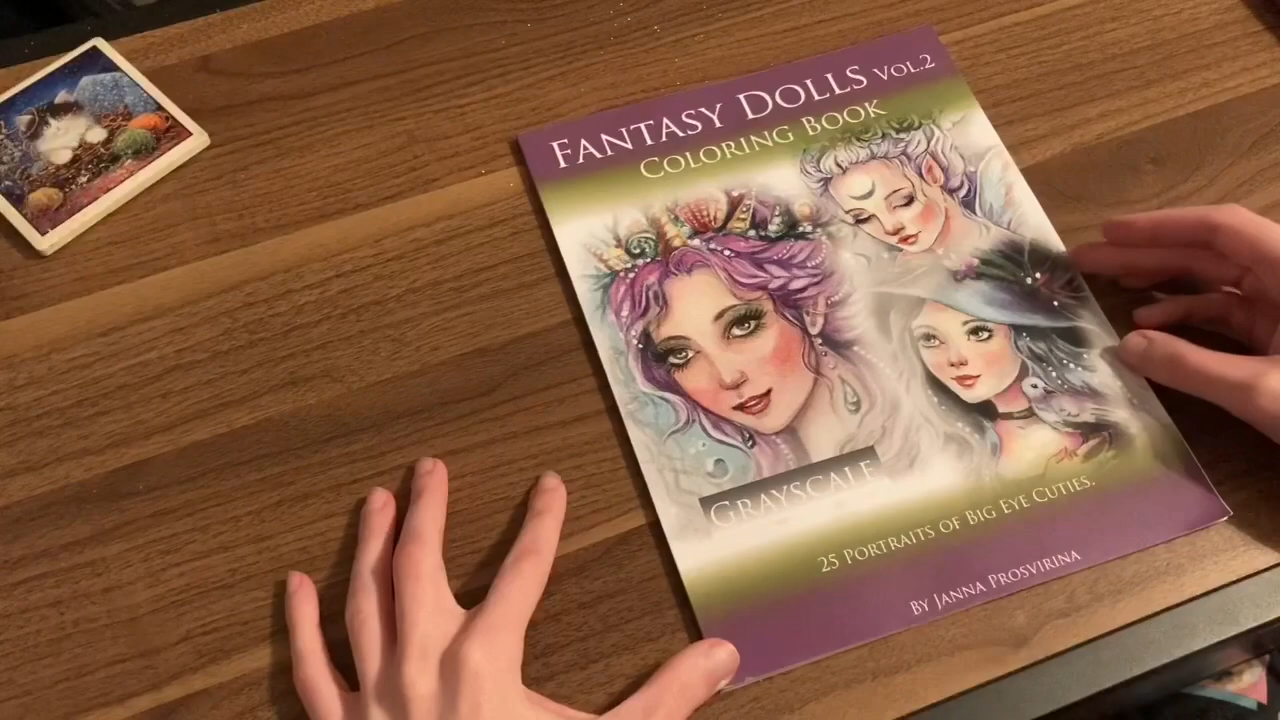 Fantasy Dolls Vol.2
Coloring Book
Grayscale
25 Portraits of Big Eye Cuties.
By Janna Prosvirina